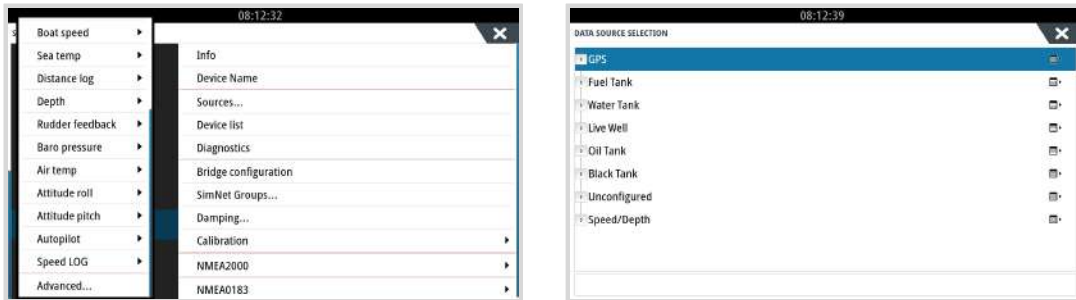 08:12:32
Boat speed
Sea temp
Distance log
Depth
Rudder feedback
Baro pressure
Air temp
Attitude roll
Attitude pitch
Autopilot
Speed LOG
Advanced...
Info
Device Name
Sources...
Device list
Diagnostics
Bridge configuration
SimNet Groups...
Damping...
Calibration
NMEA2000
NMEA0183
08:12:39
DATA SOURCE SELECTION
GPS
Fuel Tank
Water Tank
Live Well
Oil Tank
Black Tank
Unconfigured
Speed/Depth